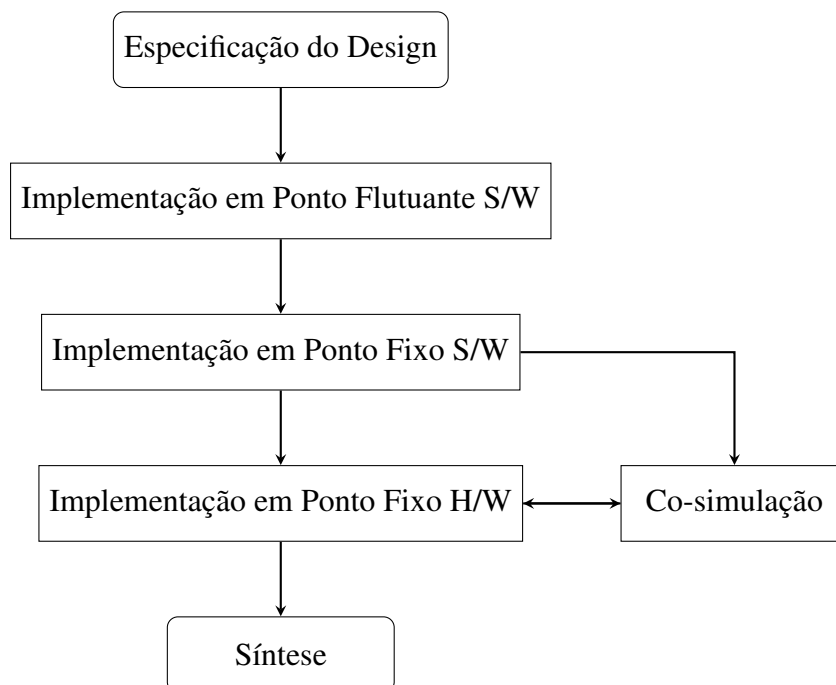 Especificação do Design
Implementação em Ponto Flutuante S/W
Implementação em Ponto Fixo S/W
Implementação em Ponto Fixo H/W
Co-simulação
Síntese